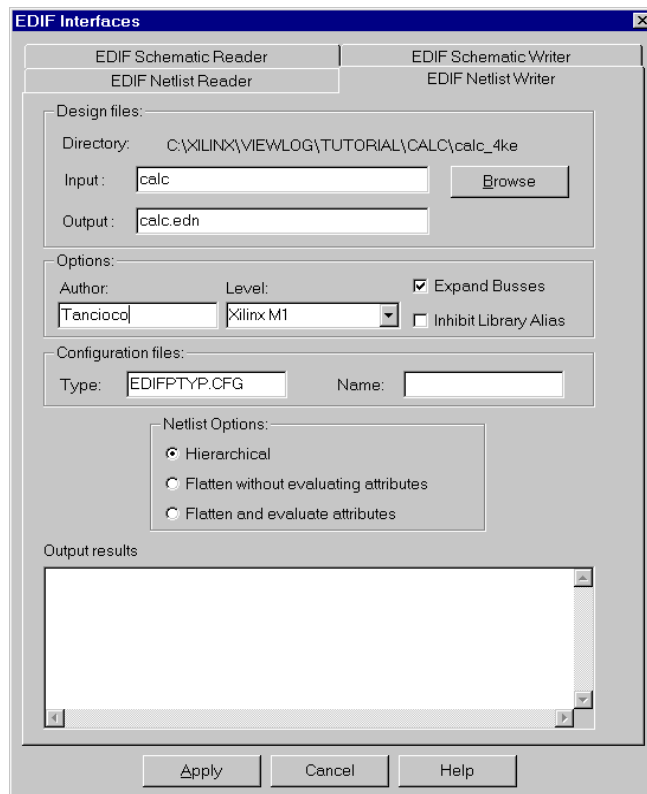 EDIF Interfaces
EDIF Schematic Reader EDIF Schematic Writer
EDIF Netlist Reader EDIF Netlist Writer
Design files:
Directory: C:\XILINX\VIEWLOG\TUTORIAL\CALC\calc_4ke
Input : calc Browse
Output : calc.edn
Options:
Author: Level: Expand Busses
Tancioco Xilinx M1 Inhibit Library Alias
Configuration files:
Type: EDIFPTYP.CFG Name:
Netlist Options:
Hierarchical
Flatten without evaluating attributes
Flatten and evaluate attributes
Output results
Apply Cancel Help